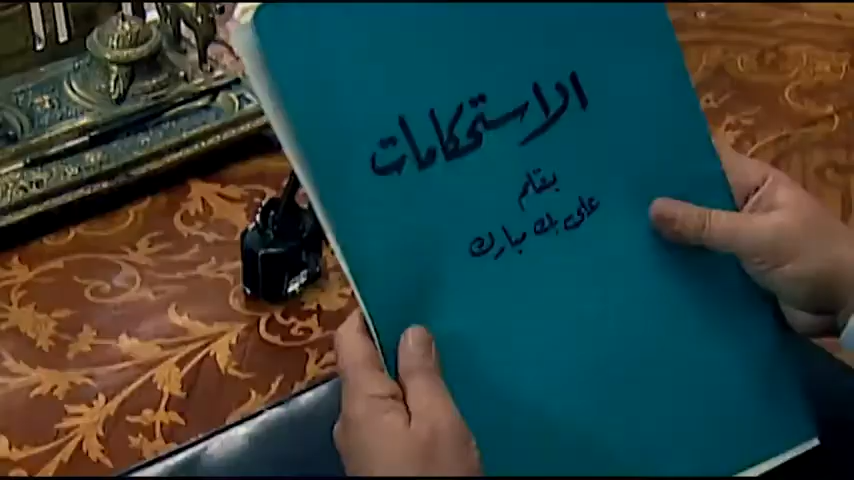 الاستحكامات
بقلم
على بك مبارك